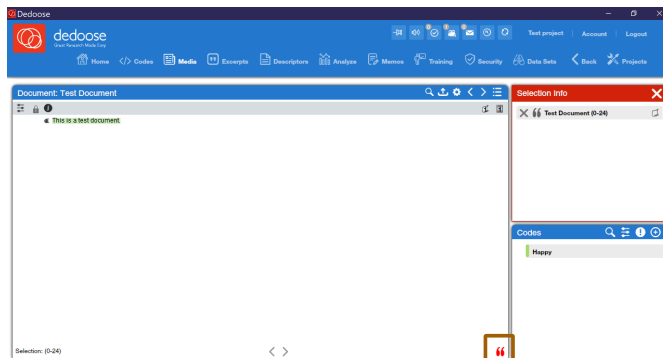 Dedoose
dedoose
Great Research Made Easy
Test project | Account | Logout
Home </> Codes Media Excerpts Descriptors Analyze Memos Training Security Data Sets Back Projects
Document: Test Document
Selection Info
This is a test document
Test Document (0-24)
Codes
Happy
Selection: (0-24)